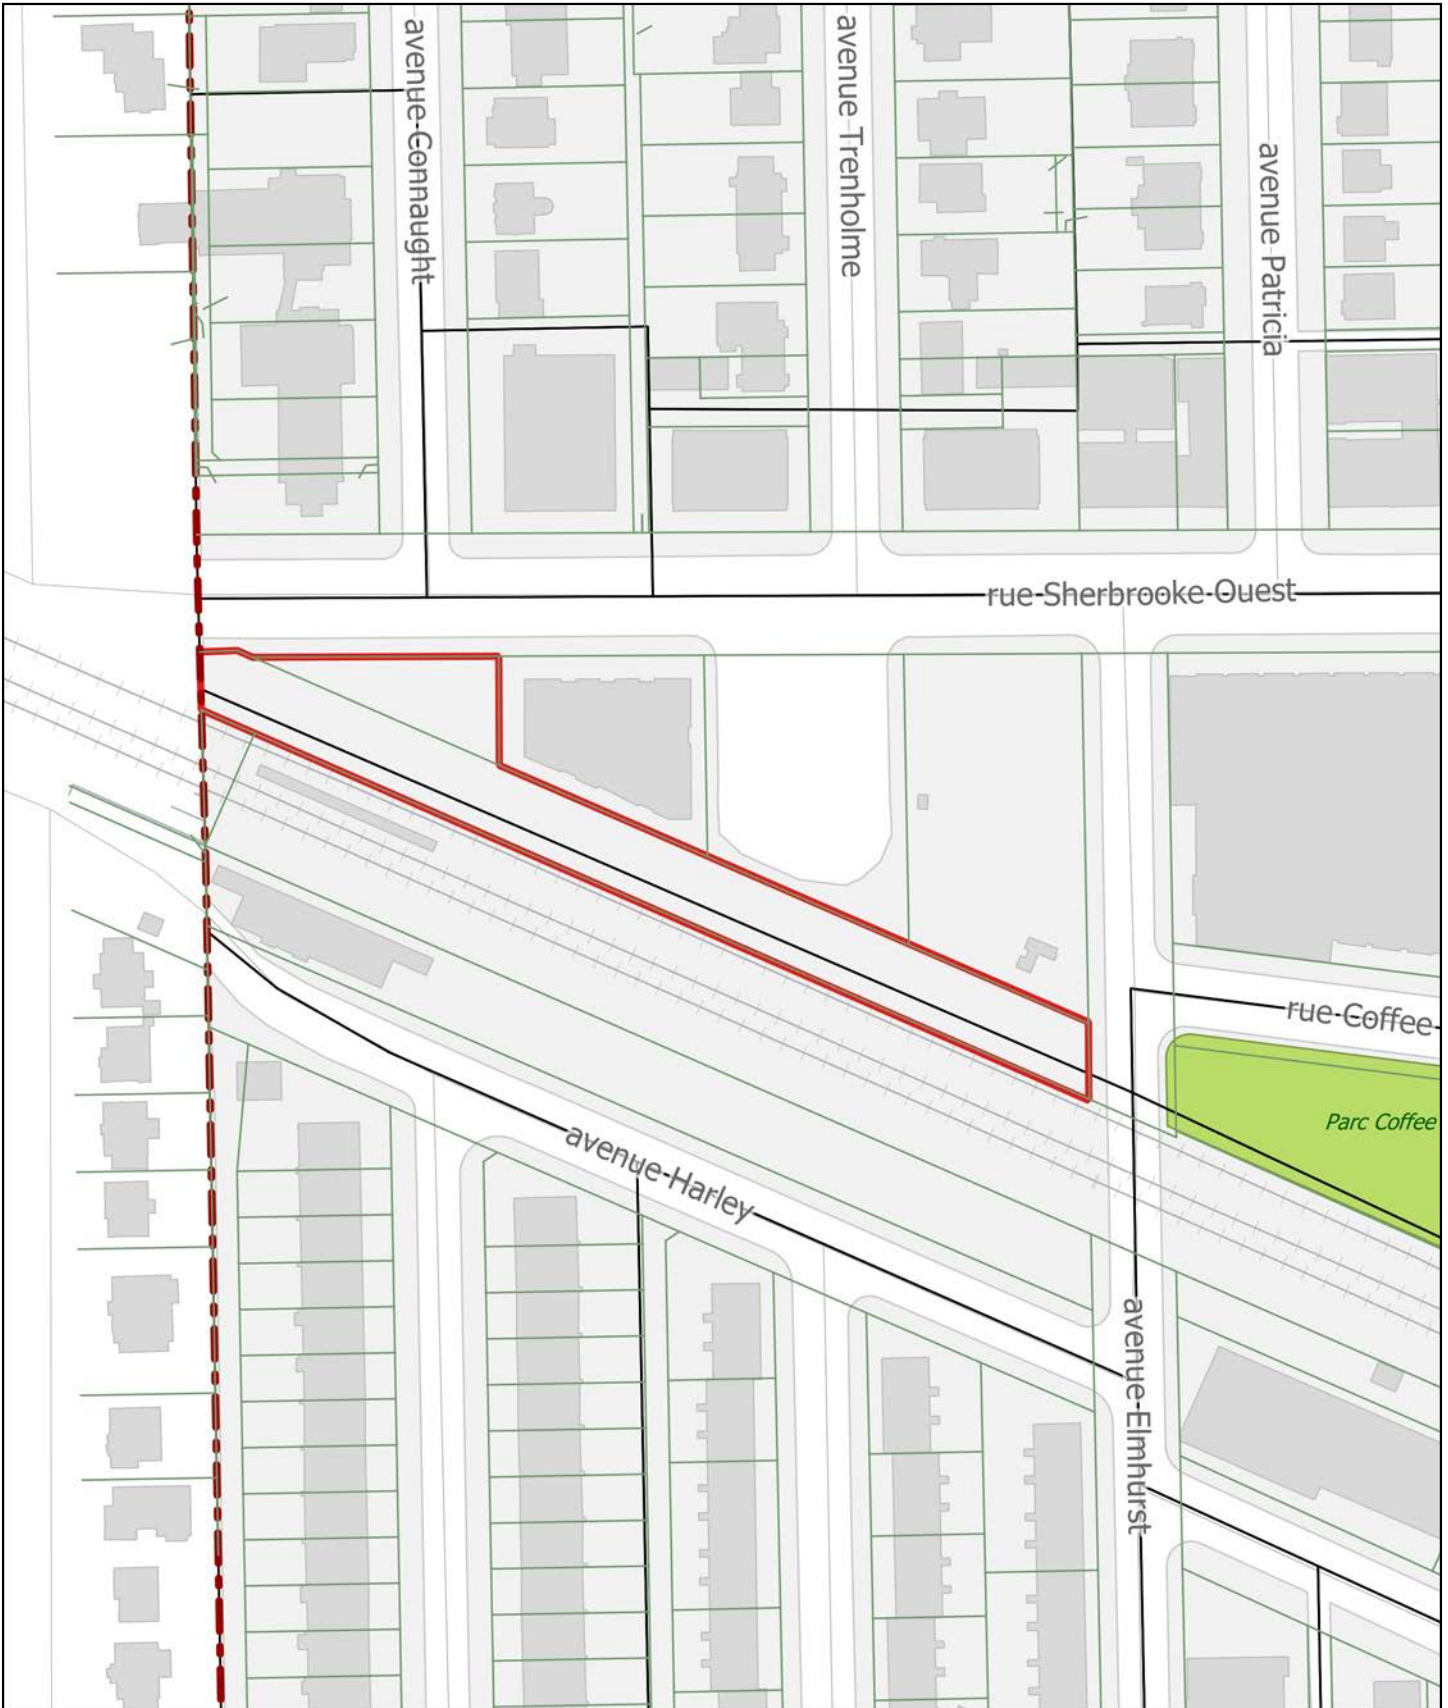 avenue Connaught
avenue Trenholme
avenue Patricia
rue Sherbrooke Ouest
rue Coffee
Parc Coffee
avenue Harley
avenue Elmhurst